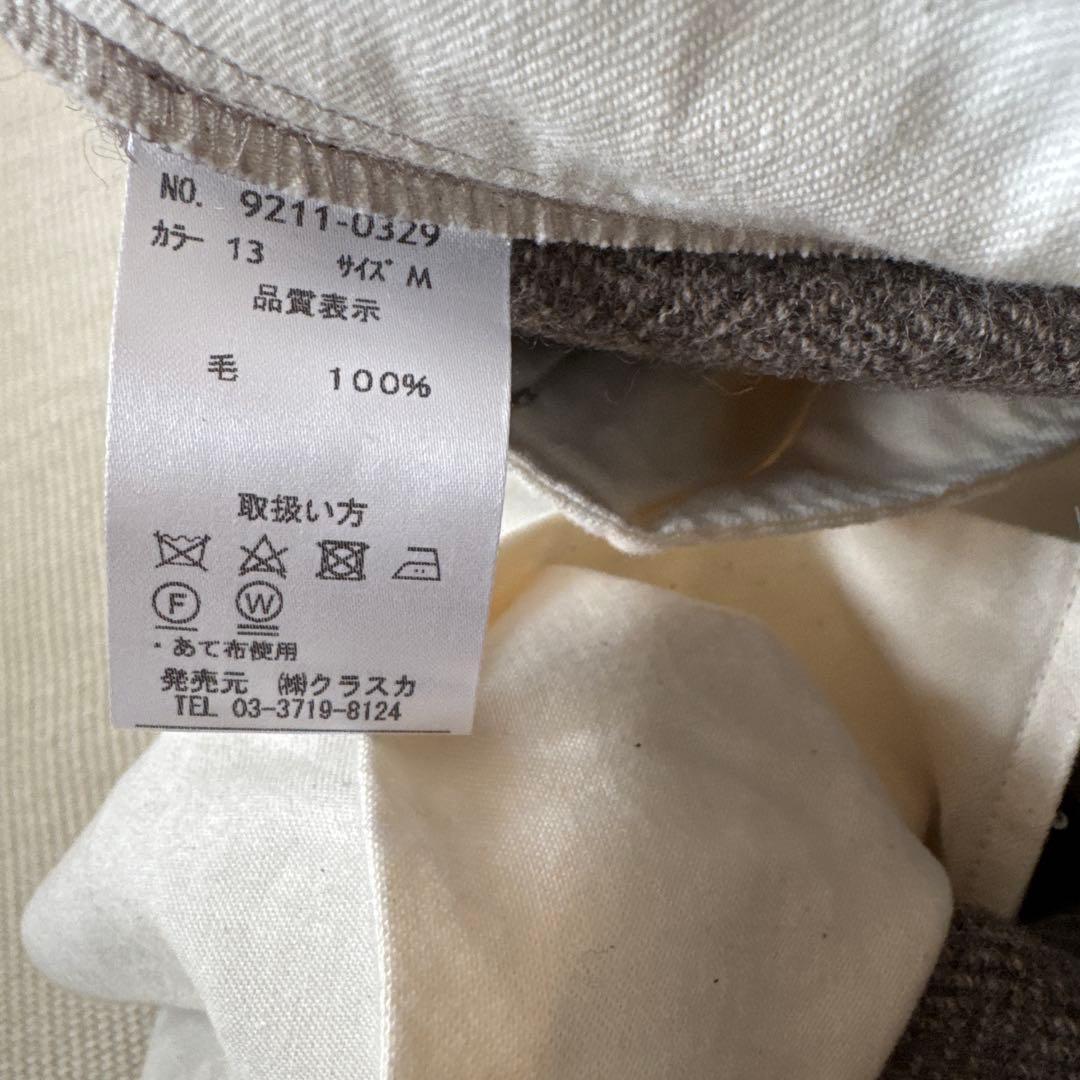 NO. 9211-0329
カラー 13 サイズ M
品質表示
毛 100%
取扱い方
F W
・あて布使用
発売元 ㈱クラスカ
TEL 03-3719-8124